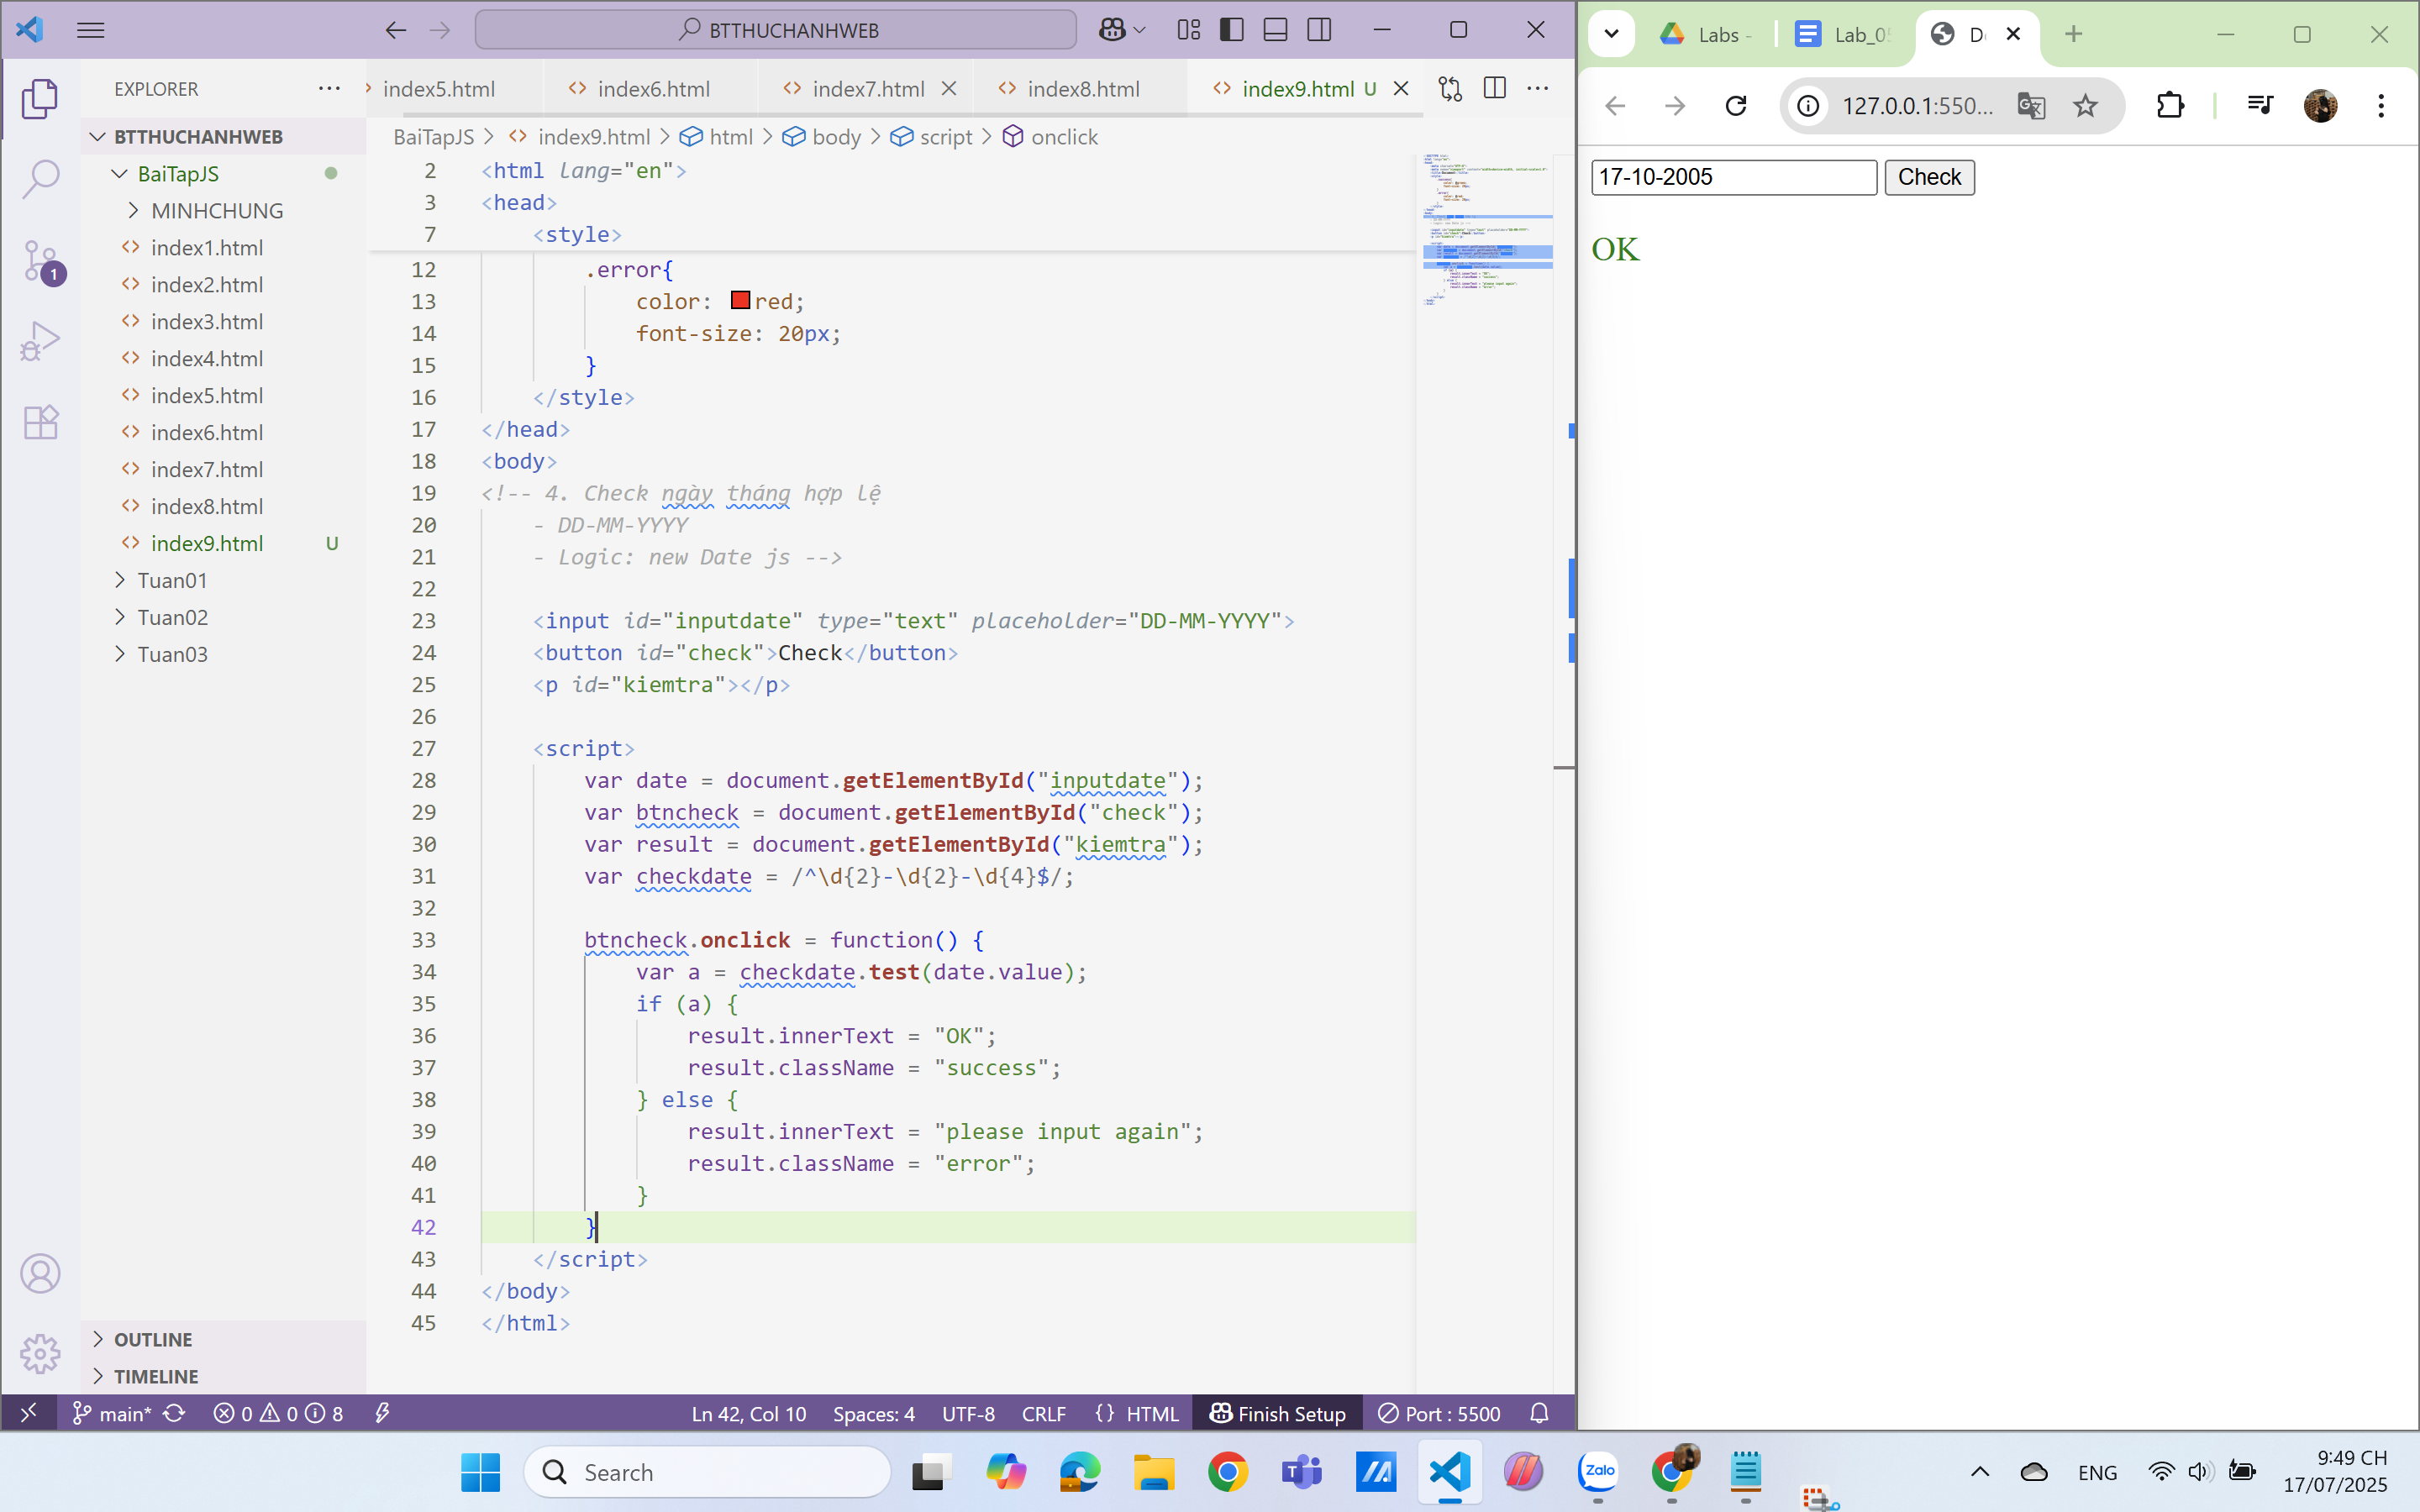 BTTHUCHANHWEB
EXPLORER
BTTHUCHANHWEB
BaiTapJS
MINHCHUNG
index1.html
index2.html
index3.html
index4.html
index5.html
index6.html
index7.html
index8.html
index9.html U
Tuan01
Tuan02
Tuan03
OUTLINE
TIMELINE
index5.html index6.html index7.html index8.html index9.html U
BaiTapJS > index9.html > html > body > script > onclick
2 <html lang="en">
3 <head>
7 <style>
12 .error{
13 color: red;
14 font-size: 20px;
15 }
16 </style>
17 </head>
18 <body>
19 <!-- 4. Check ngày tháng hợp lệ
20 - DD-MM-YYYY
21 - Logic: new Date js -->
22
23 <input id="inputdate" type="text" placeholder="DD-MM-YYYY">
24 <button id="check">Check</button>
25 <p id="kiemtra"></p>
26
27 <script>
28 var date = document.getElementById("inputdate");
29 var btncheck = document.getElementById("check");
30 var result = document.getElementById("kiemtra");
31 var checkdate = /^\d{2}-\d{2}-\d{4}$/;
32
33 btncheck.onclick = function() {
34 var a = checkdate.test(date.value);
35 if (a) {
36 result.innerText = "OK";
37 result.className = "success";
38 } else {
39 result.innerText = "please input again";
40 result.className = "error";
41 }
42 }
43 </script>
44 </body>
45 </html>
1
main* 0 0 8 Ln 42, Col 10 Spaces: 4 UTF-8 CRLF {} HTML Finish Setup Port : 5500
Labs - Lab_05 D
127.0.0.1:550...
17-10-2005 Check
OK
Search
Zalo
ENG
9:49 CH
17/07/2025